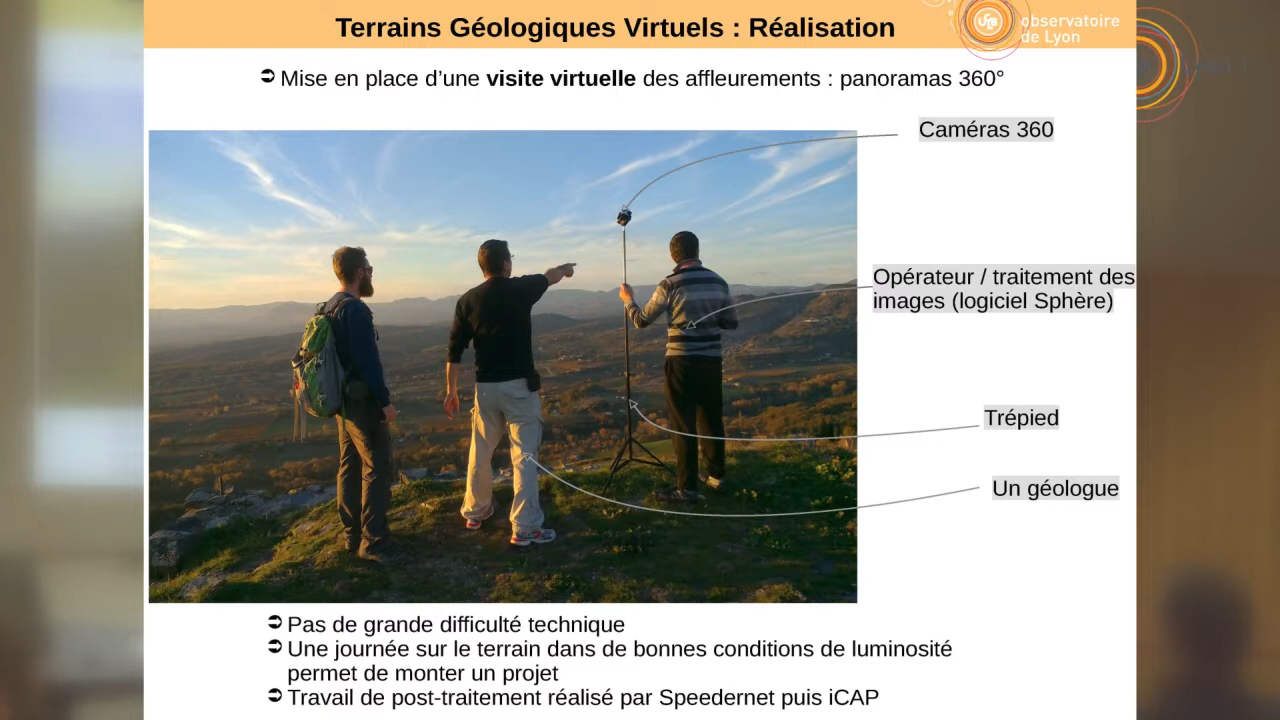 Terrains Géologiques Virtuels : Réalisation
UCB
observatoire
de Lyon
➲ Mise en place d’une visite virtuelle des affleurements : panoramas 360°
Caméras 360
Opérateur / traitement des
images (logiciel Sphère)
Trépied
Un géologue
➲ Pas de grande difficulté technique
➲ Une journée sur le terrain dans de bonnes conditions de luminosité
permet de monter un projet
➲ Travail de post-traitement réalisé par Speedernet puis iCAP